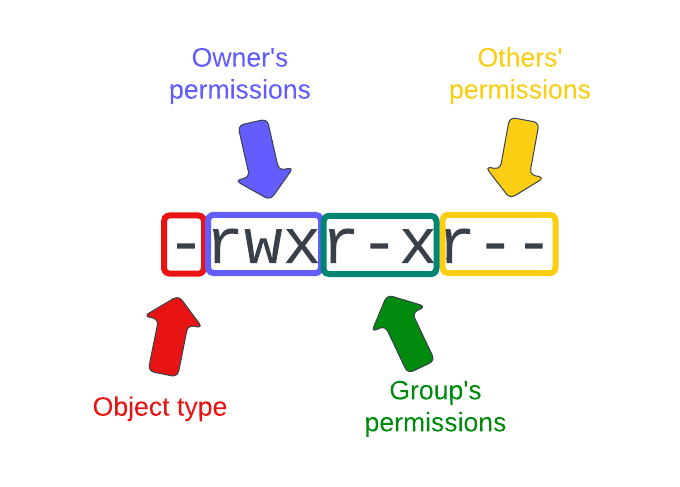 Owner's
permissions
Others'
permissions
-rwxr-xr--
Object type
Group's
permissions